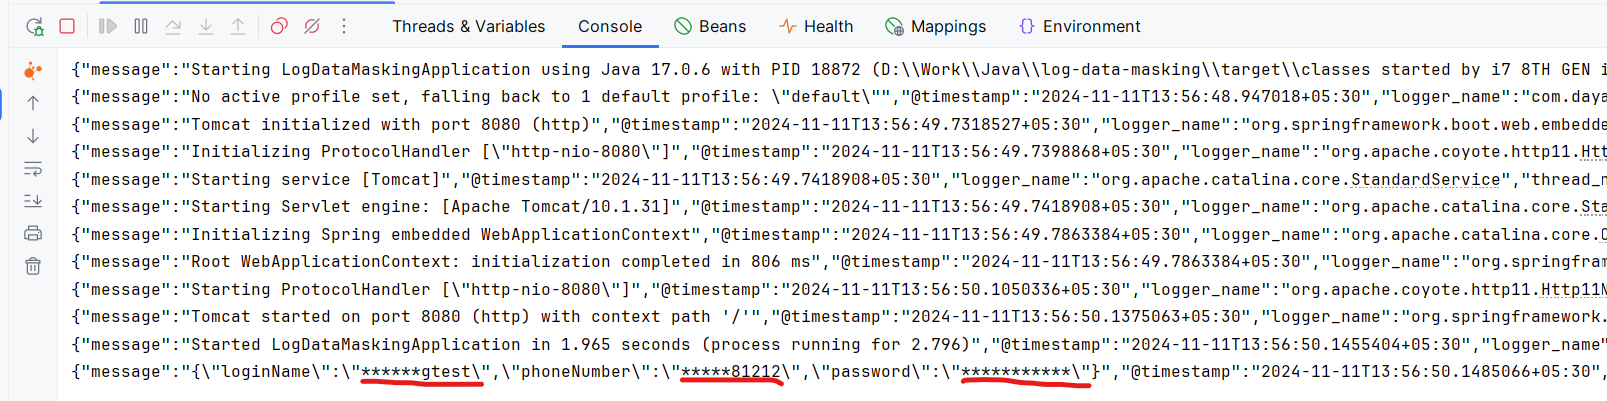 Threads & Variables Console Beans Health Mappings {} Environment
{"message":"Starting LogDataMaskingApplication using Java 17.0.6 with PID 18872 (D:\\Work\\Java\\log-data-masking\\target\\classes started by i7 8TH GEN i
{"message":"No active profile set, falling back to 1 default profile: \"default\"","@timestamp":"2024-11-11T13:56:48.947018+05:30","logger_name":"com.daya
{"message":"Tomcat initialized with port 8080 (http)","@timestamp":"2024-11-11T13:56:49.7318527+05:30","logger_name":"org.springframework.boot.web.embedde
{"message":"Initializing ProtocolHandler [\"http-nio-8080\"]","@timestamp":"2024-11-11T13:56:49.7398868+05:30","logger_name":"org.apache.coyote.http11.Htt
{"message":"Starting service [Tomcat]","@timestamp":"2024-11-11T13:56:49.7418908+05:30","logger_name":"org.apache.catalina.core.StandardService","thread_n
{"message":"Starting Servlet engine: [Apache Tomcat/10.1.31]","@timestamp":"2024-11-11T13:56:49.7418908+05:30","logger_name":"org.apache.catalina.core.Sta
{"message":"Initializing Spring embedded WebApplicationContext","@timestamp":"2024-11-11T13:56:49.7863384+05:30","logger_name":"org.apache.catalina.core.C
{"message":"Root WebApplicationContext: initialization completed in 806 ms","@timestamp":"2024-11-11T13:56:49.7863384+05:30","logger_name":"org.springfram
{"message":"Starting ProtocolHandler [\"http-nio-8080\"]","@timestamp":"2024-11-11T13:56:50.1050336+05:30","logger_name":"org.apache.coyote.http11.Http11N
{"message":"Tomcat started on port 8080 (http) with context path '/'","@timestamp":"2024-11-11T13:56:50.1375063+05:30","logger_name":"org.springframework.
{"message":"Started LogDataMaskingApplication in 1.965 seconds (process running for 2.796)","@timestamp":"2024-11-11T13:56:50.1455404+05:30","logger_name"
{"message":"{\"loginName\":\"******gtest\",\"phoneNumber\":\"*****81212\",\"password\":\"***********\"}","@timestamp":"2024-11-11T13:56:50.1485066+05:30",